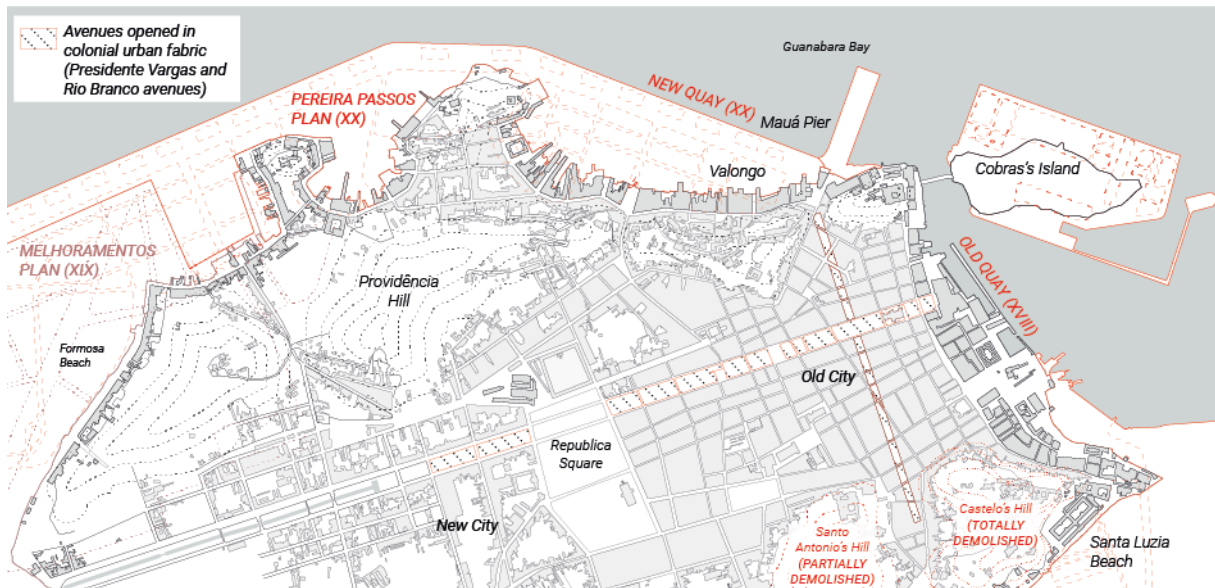 Avenues opened in
colonial urban fabric
(Presidente Vargas and
Rio Branco avenues)
Guanabara Bay
PEREIRA PASSOS
PLAN (XX)
NEW QUAY (XX)
Mauá Pier
Valongo
Cobras's Island
MELHORAMENTOS
PLAN (XIX)
OLD QUAY (XVIII)
Providência
Hill
Formosa
Beach
Old City
Republica
Square
New City
Santo
Antonio's Hill
(PARTIALLY
DEMOLISHED)
Castelo's Hill
(TOTALLY
DEMOLISHED)
Santa Luzia
Beach